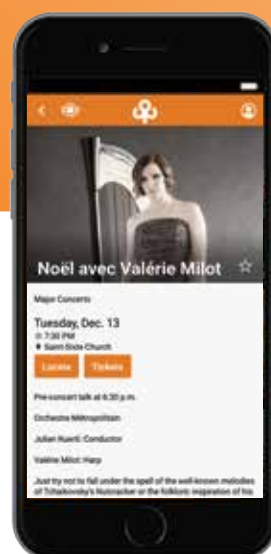 Noël avec Valérie Milot
Major Concerts
Tuesday, Dec. 13
7:30 PM
Saint-Sixte Church
Locate Tickets
Pre-concert talk at 6:30 p.m.
Orchestre Métropolitain
Julian Kuerti: Conductor
Valérie Milot: Harp
Just try not to fall under the spell of the well-known melodies
of Tchaikovsky's Nutcracker or the folkloric inspiration of his